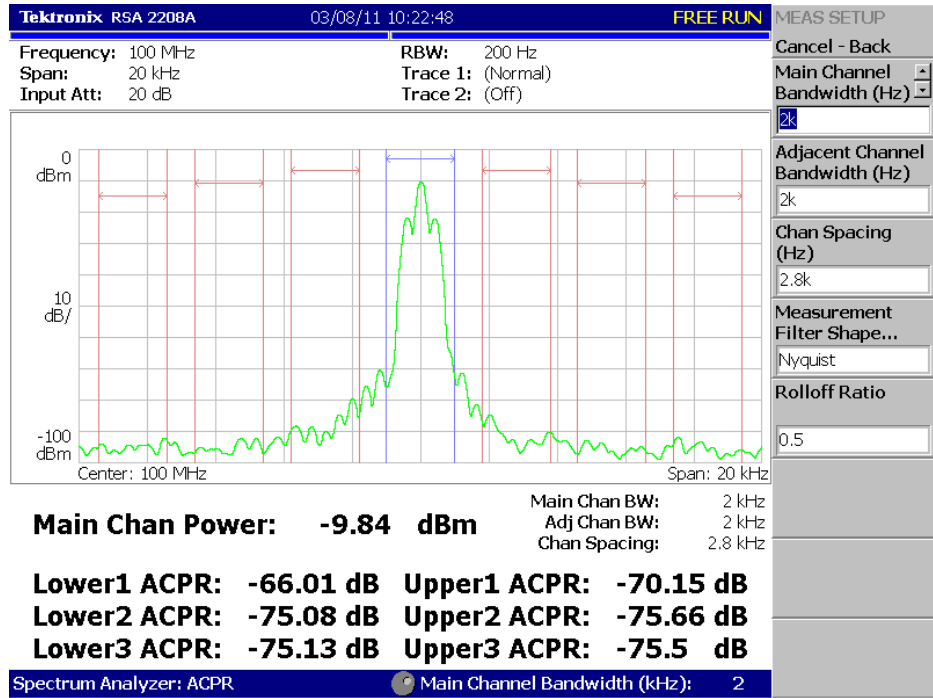 Tektronix RSA 2208A 03/08/11 10:22:48 FREE RUN
Frequency: 100 MHz RBW: 200 Hz
Span: 20 kHz Trace 1: (Normal)
Input Att: 20 dB Trace 2: (Off)
0
dBm
10
dB/
-100
dBm
Center: 100 MHz Span: 20 kHz
Main Chan Power: -9.84 dBm
Main Chan BW: 2 kHz
Adj Chan BW: 2 kHz
Chan Spacing: 2.8 kHz
Lower1 ACPR: -66.01 dB Upper1 ACPR: -70.15 dB
Lower2 ACPR: -75.08 dB Upper2 ACPR: -75.66 dB
Lower3 ACPR: -75.13 dB Upper3 ACPR: -75.5 dB
Spectrum Analyzer: ACPR Main Channel Bandwidth (kHz): 2
MEAS SETUP
Cancel - Back
Main Channel
Bandwidth (Hz)
2k
Adjacent Channel
Bandwidth (Hz)
2k
Chan Spacing
(Hz)
2.8k
Measurement
Filter Shape...
Nyquist
Rolloff Ratio
0.5